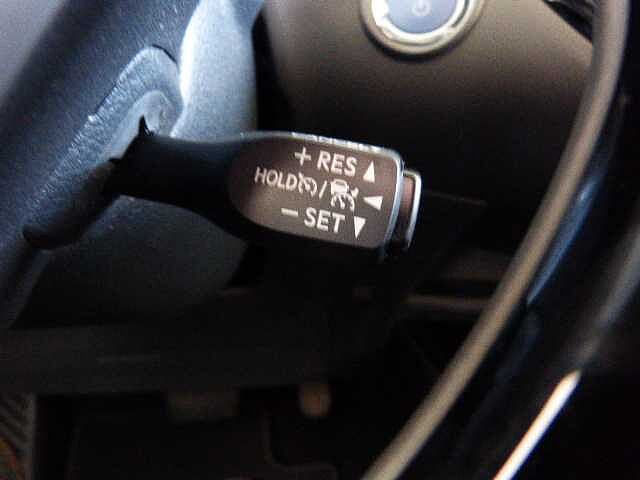 + RES ▲
HOLD / ◀
− SET ▼